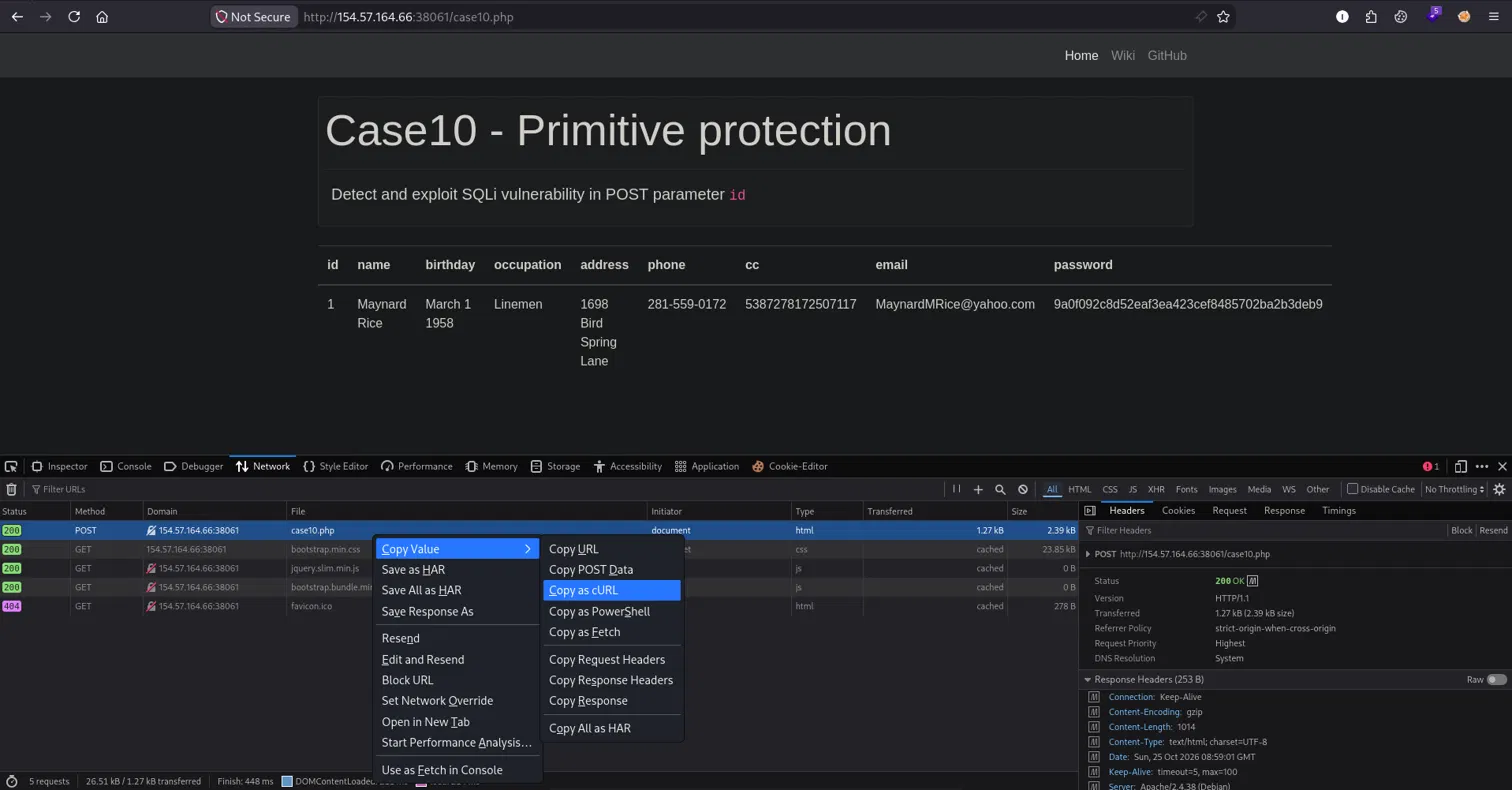 Not Secure http://154.57.164.66:38061/case10.php 5
Home Wiki GitHub
Case10 - Primitive protection
Detect and exploit SQLi vulnerability in POST parameter id
id name birthday occupation address phone cc email password
1 Maynard Rice March 1 1958 Linemen 1698 Bird Spring Lane 281-559-0172 5387278172507117 MaynardMRice@yahoo.com 9a0f092c8d52eaf3ea423cef8485702ba2b3deb9
Inspector Console Debugger Network Style Editor Performance Memory Storage Accessibility Application Cookie-Editor 1
Filter URLs All HTML CSS JS XHR Fonts Images Media WS Other Disable Cache No Throttling
Status Method Domain File Initiator Type Transferred Size
200 POST 154.57.164.66:38061 case10.php document html 1.27 kB 2.39 kB
200 GET 154.57.164.66:38061 bootstrap.min.css css cached 23.85 kB
200 GET 154.57.164.66:38061 jquery.slim.min.js js cached 0 B
200 GET 154.57.164.66:38061 bootstrap.bundle.min js cached 0 B
404 GET 154.57.164.66:38061 favicon.ico html cached 278 B
Copy Value
Save as HAR
Save All as HAR
Save Response As
Resend
Edit and Resend
Block URL
Set Network Override
Open in New Tab
Start Performance Analysis…
Use as Fetch in Console
Copy URL
Copy POST Data
Copy as cURL
Copy as PowerShell
Copy as Fetch
Copy Request Headers
Copy Response Headers
Copy Response
Copy All as HAR
Headers Cookies Request Response Timings
Filter Headers Block Resend
POST http://154.57.164.66:38061/case10.php
Status 200 OK
Version HTTP/1.1
Transferred 1.27 kB (2.39 kB size)
Referrer Policy strict-origin-when-cross-origin
Request Priority Highest
DNS Resolution System
Response Headers (253 B) Raw
Connection: Keep-Alive
Content-Encoding: gzip
Content-Length: 1014
Content-Type: text/html; charset=UTF-8
Date: Sun, 25 Oct 2026 08:59:01 GMT
Keep-Alive: timeout=5, max=100
Server: Apache/2.4.38 (Debian)
5 requests 26.51 kB / 1.27 kB transferred Finish: 448 ms DOMContentLoaded